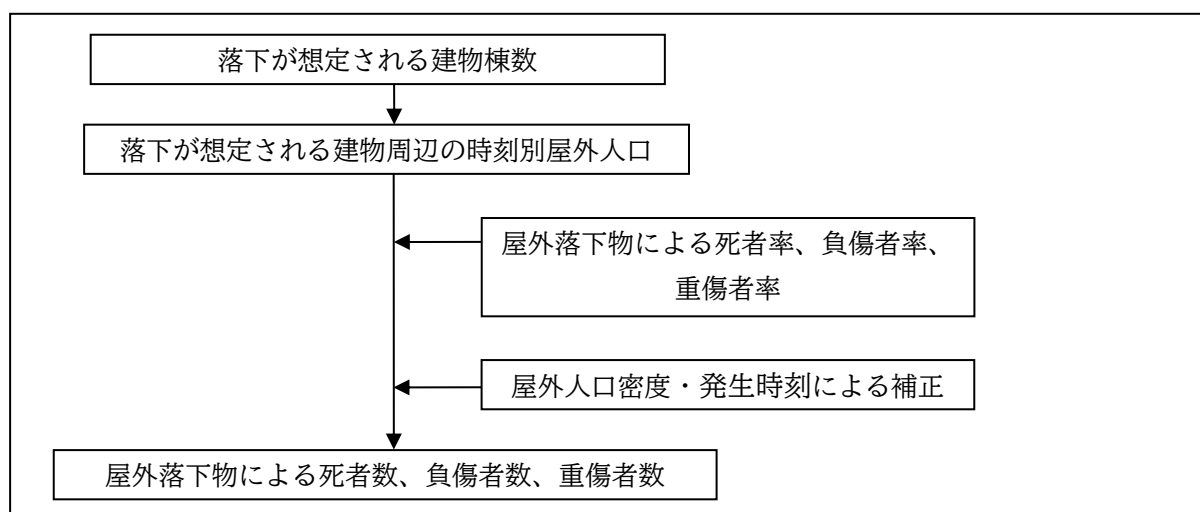 落下が想定される建物棟数
落下が想定される建物周辺の時刻別屋外人口
屋外落下物による死者率、負傷者率、
重傷者率
屋外人口密度・発生時刻による補正
屋外落下物による死者数、負傷者数、重傷者数